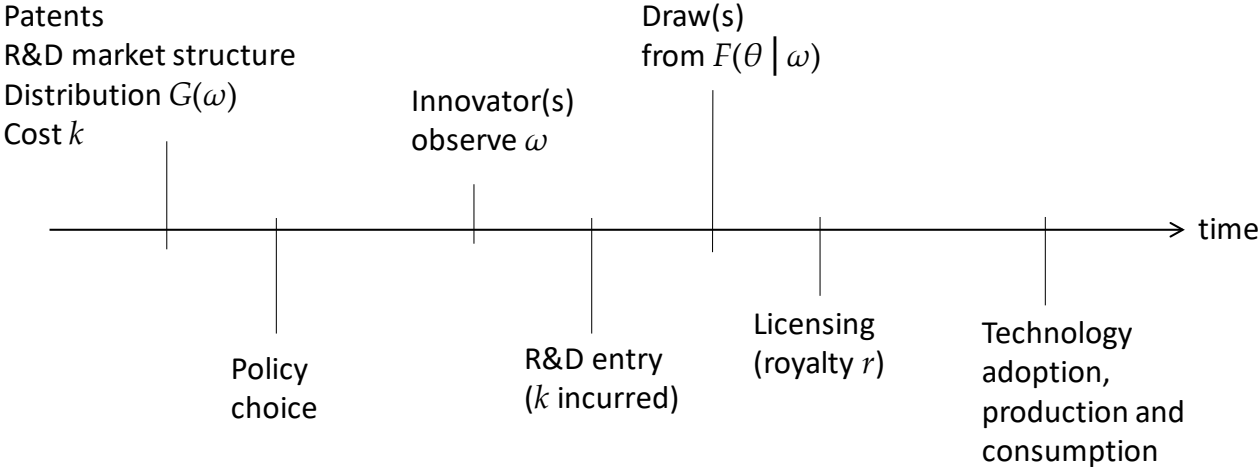 Patents
R&D market structure
Distribution G(ω)
Cost k
Innovator(s)
observe ω
Draw(s)
from F(θ | ω)
time
Policy
choice
R&D entry
(k incurred)
Licensing
(royalty r)
Technology
adoption,
production and
consumption